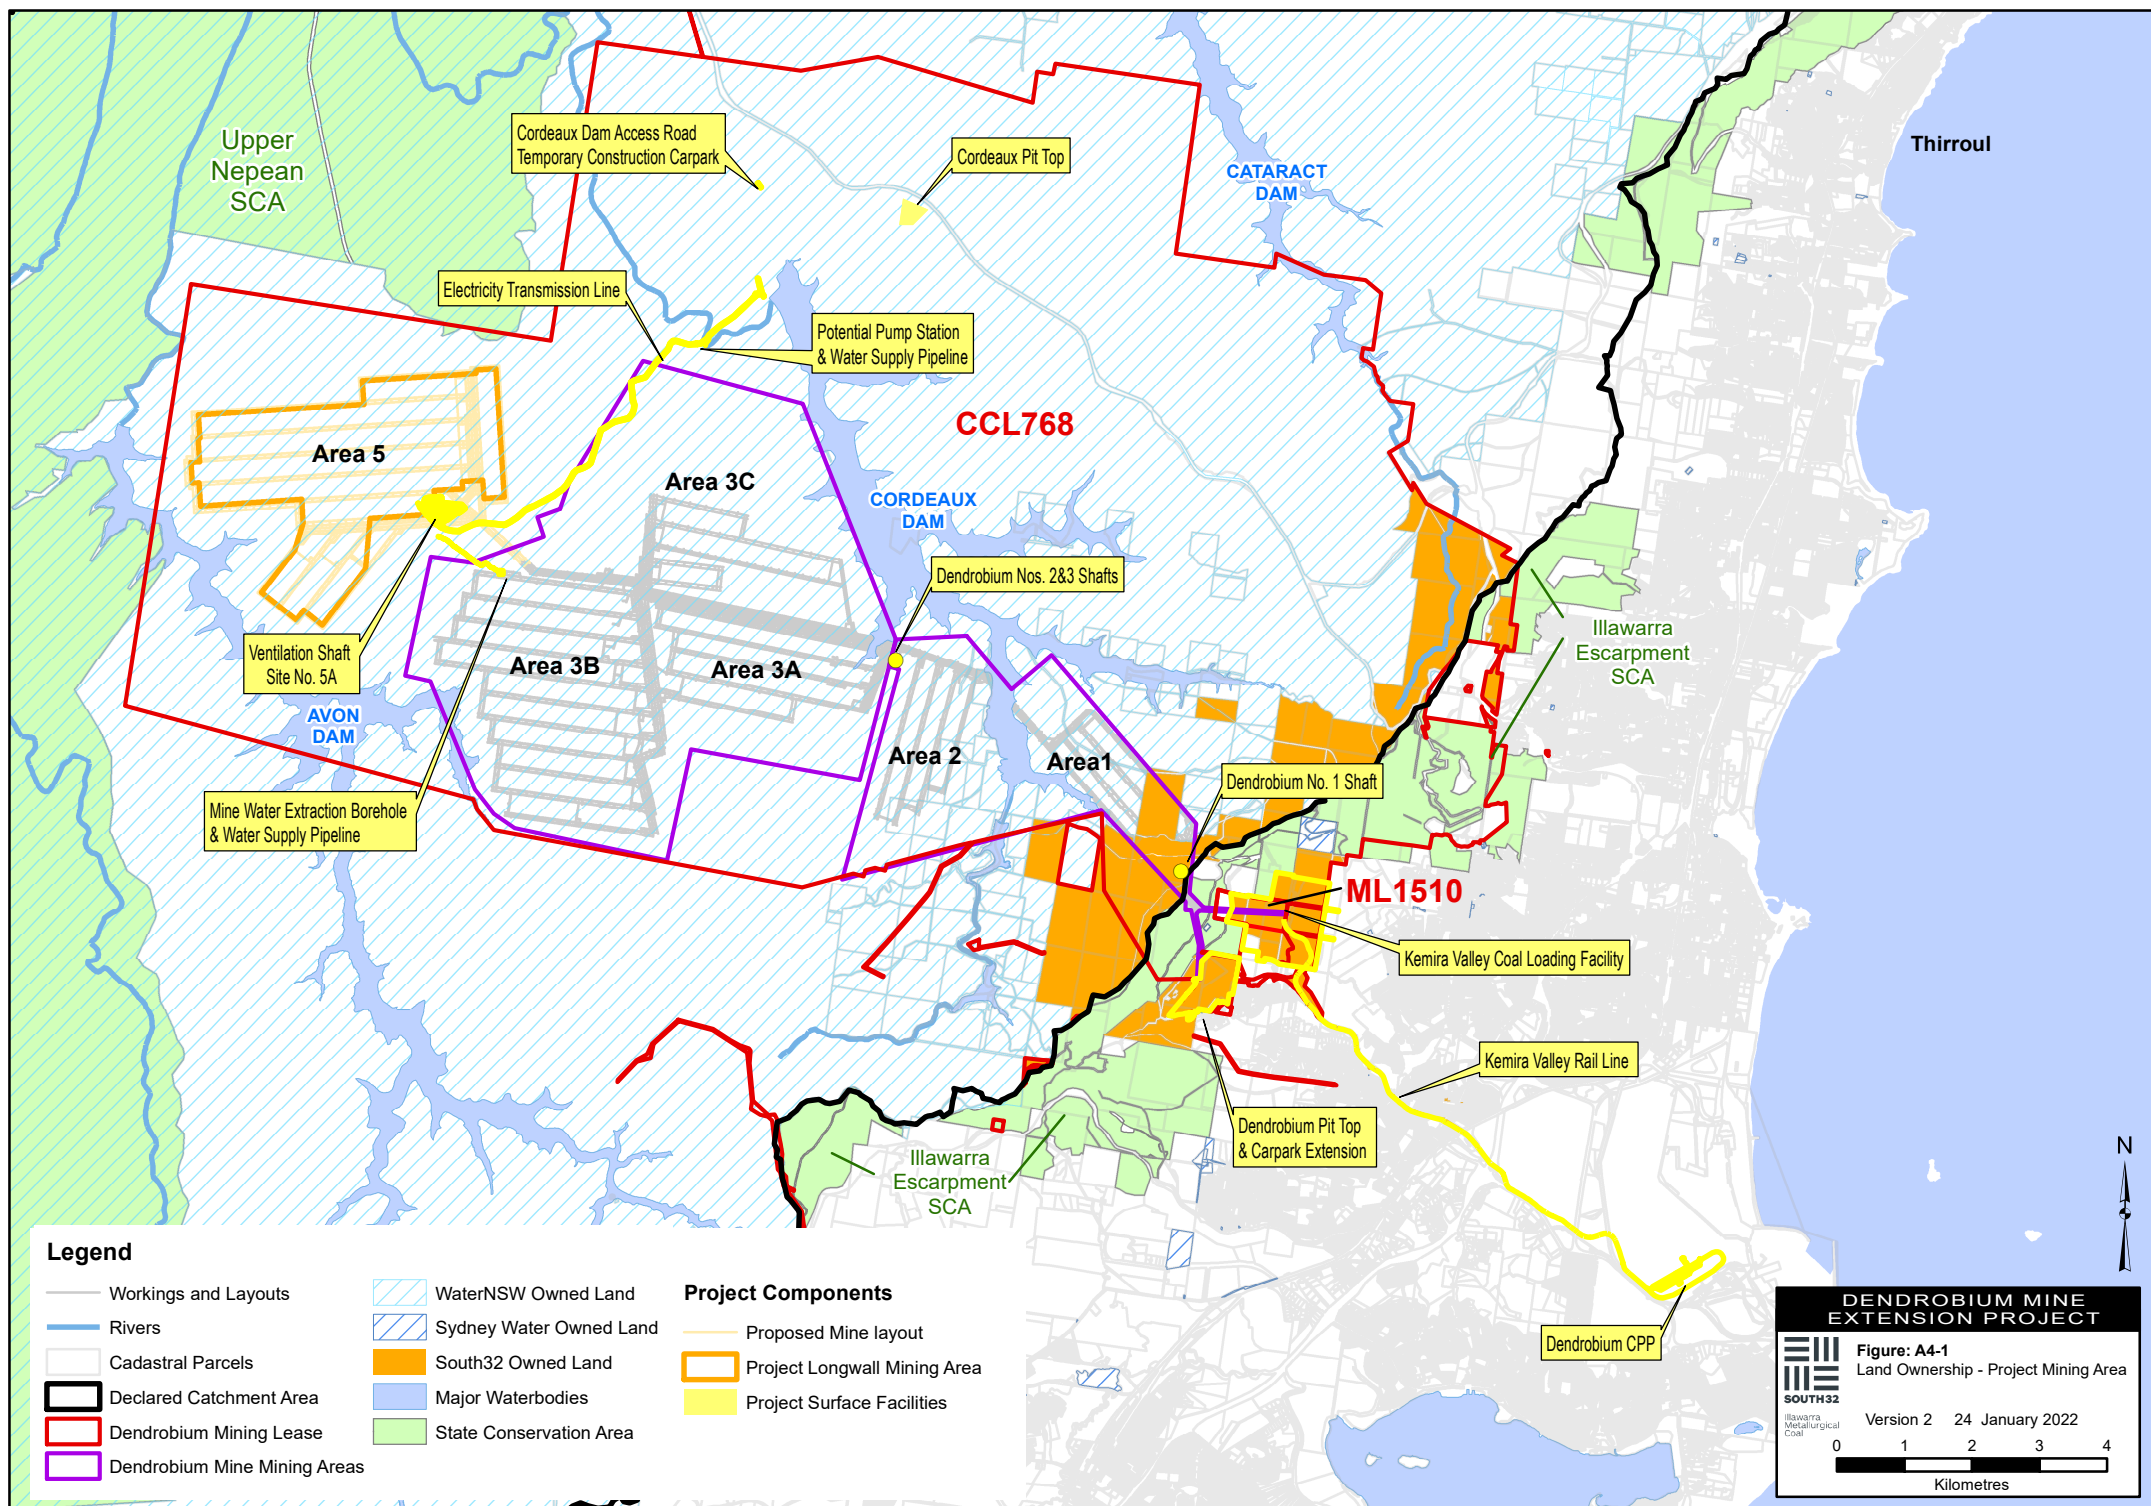 Thirroul
Upper
Nepean
SCA
Cordeaux Dam Access Road
Temporary Construction Carpark
Cordeaux Pit Top
CATARACT
DAM
Electricity Transmission Line
Potential Pump Station
& Water Supply Pipeline
CCL768
Area 5
Area 3C
CORDEAUX
DAM
Dendrobium Nos. 2&3 Shafts
Ventilation Shaft
Site No. 5A
Area 3B
Area 3A
Illawarra
Escarpment
SCA
AVON
DAM
Area 2
Area1
Dendrobium No. 1 Shaft
Mine Water Extraction Borehole
& Water Supply Pipeline
ML1510
Kemira Valley Coal Loading Facility
Kemira Valley Rail Line
Dendrobium Pit Top
& Carpark Extension
Illawarra
Escarpment
SCA
N
Dendrobium CPP
Legend
Workings and Layouts
Rivers
Cadastral Parcels
Declared Catchment Area
Dendrobium Mining Lease
Dendrobium Mine Mining Areas
WaterNSW Owned Land
Sydney Water Owned Land
South32 Owned Land
Major Waterbodies
State Conservation Area
Project Components
Proposed Mine layout
Project Longwall Mining Area
Project Surface Facilities
DENDROBIUM MINE
EXTENSION PROJECT
Figure: A4-1
Land Ownership - Project Mining Area
SOUTH32
Illawarra
Metallurgical
Coal
Version 2 24 January 2022
0 1 2 3 4
Kilometres